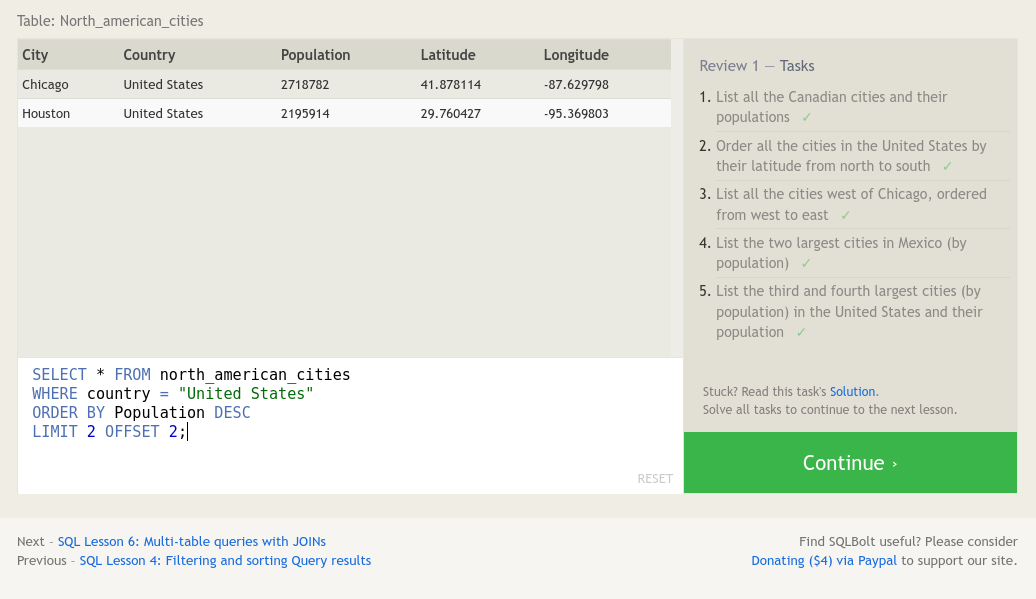 Table: North_american_cities
City Country Population Latitude Longitude
Chicago United States 2718782 41.878114 -87.629798
Houston United States 2195914 29.760427 -95.369803
SELECT * FROM north_american_cities
WHERE country = "United States"
ORDER BY Population DESC
LIMIT 2 OFFSET 2;
RESET
Review 1 — Tasks
1. List all the Canadian cities and their
populations ✓
2. Order all the cities in the United States by
their latitude from north to south ✓
3. List all the cities west of Chicago, ordered
from west to east ✓
4. List the two largest cities in Mexico (by
population) ✓
5. List the third and fourth largest cities (by
population) in the United States and their
population ✓
Stuck? Read this task's Solution.
Solve all tasks to continue to the next lesson.
Continue ›
Next – SQL Lesson 6: Multi-table queries with JOINs
Previous – SQL Lesson 4: Filtering and sorting Query results
Find SQLBolt useful? Please consider
Donating ($4) via Paypal to support our site.